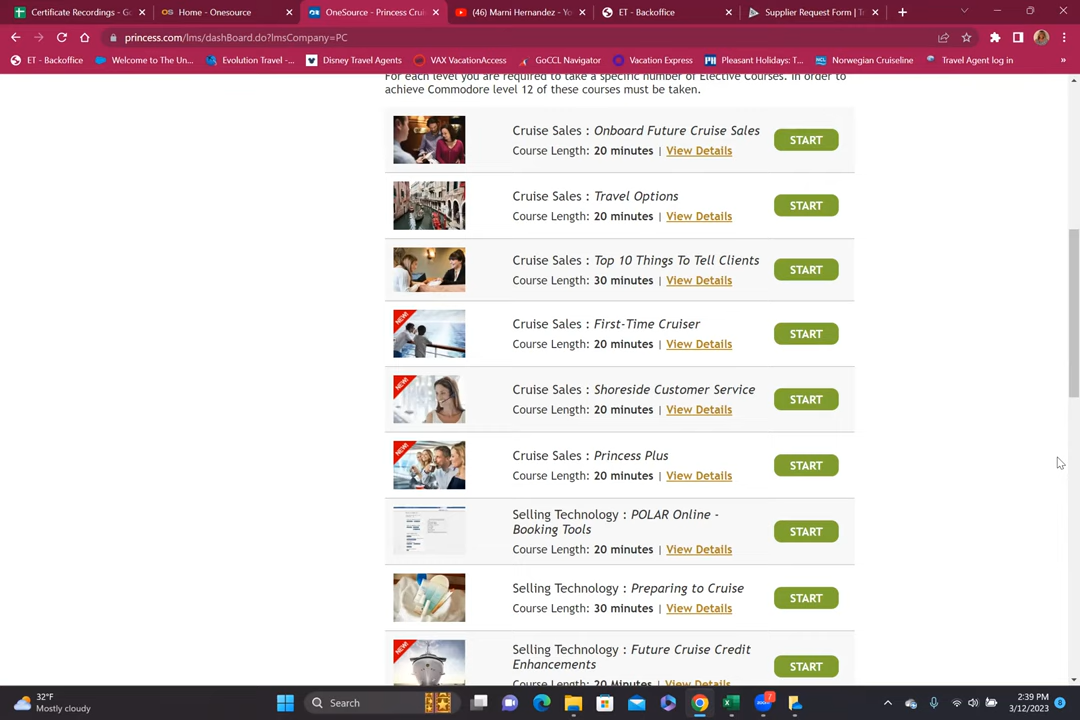 Certificate Recordings - G
Home - Onesource
OneSource - Princess Crui
(46) Marni Hernandez - Yo
ET - Backoffice
Supplier Request Form | T
princess.com/lms/dashBoard.do?lmsCompany=PC
ET - Backoffice
Welcome to The Un...
Evolution Travel -...
Disney Travel Agents
VAX VacationAccess
GoCCL Navigator
Vacation Express
Pleasant Holidays: T...
Norwegian Cruiseline
Travel Agent log in
For each level you are required to take a specific number of Elective Courses. In order to
achieve Commodore level 12 of these courses must be taken.
Cruise Sales : Onboard Future Cruise Sales
Course Length: 20 minutes | View Details
START
Cruise Sales : Travel Options
Course Length: 20 minutes | View Details
START
Cruise Sales : Top 10 Things To Tell Clients
Course Length: 30 minutes | View Details
START
NEW!
Cruise Sales : First-Time Cruiser
Course Length: 20 minutes | View Details
START
NEW!
Cruise Sales : Shoreside Customer Service
Course Length: 20 minutes | View Details
START
NEW!
Cruise Sales : Princess Plus
Course Length: 20 minutes | View Details
START
Selling Technology : POLAR Online -
Booking Tools
Course Length: 20 minutes | View Details
START
Selling Technology : Preparing to Cruise
Course Length: 30 minutes | View Details
START
NEW!
Selling Technology : Future Cruise Credit
Enhancements
Course Length: 20 Minutes | View Details
START
32°F
Mostly cloudy
Search
2:39 PM
3/12/2023